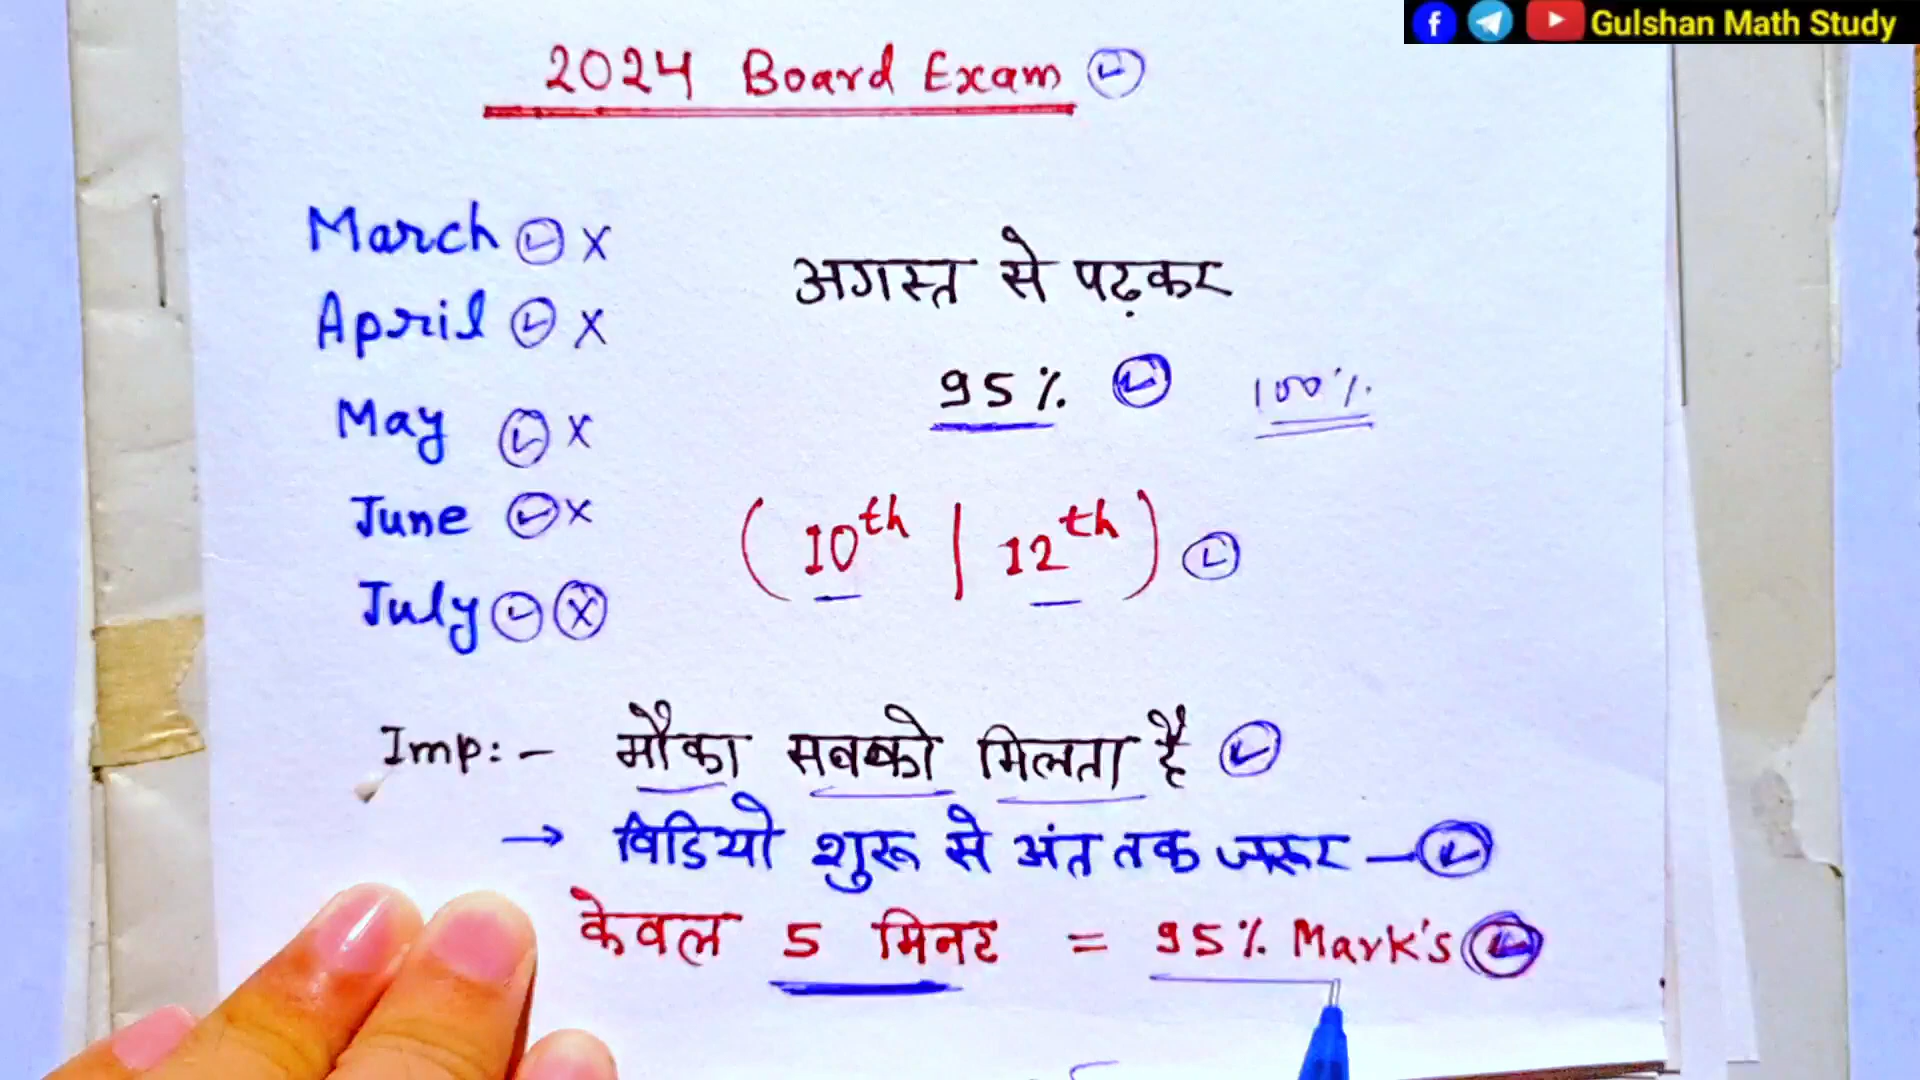 Gulshan Math Study
2024 Board Exam
March
April
May
June
July
अगस्त से पढ़कर
95% 100%
(10th | 12th)
Imp:- मौका सबको मिलता है
→ विडियो शुरू से अंत तक जरूर
केवल 5 मिनट = 95% Mark's